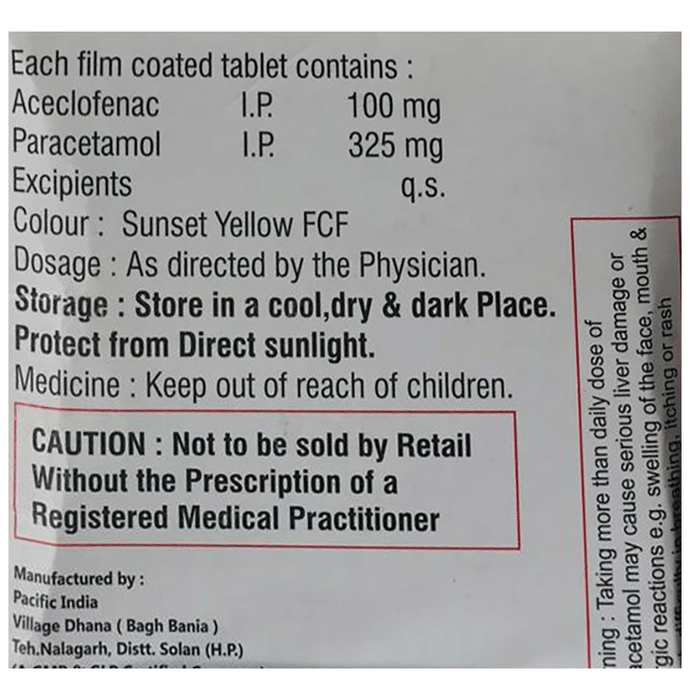 Each film coated tablet contains :
Aceclofenac I.P. 100 mg
Paracetamol I.P. 325 mg
Excipients q.s.
Colour : Sunset Yellow FCF
Dosage : As directed by the Physician.
Storage : Store in a cool,dry & dark Place.
Protect from Direct sunlight.
Medicine : Keep out of reach of children.
CAUTION : Not to be sold by Retail
Without the Prescription of a
Registered Medical Practitioner
Manufactured by :
Pacific India
Village Dhana ( Bagh Bania )
Teh.Nalagarh, Distt. Solan (H.P.)
ning : Taking more than daily dose of
acetamol may cause serious liver damage or
gic reactions e.g. swelling of the face, mouth &
breathing, itching or rash